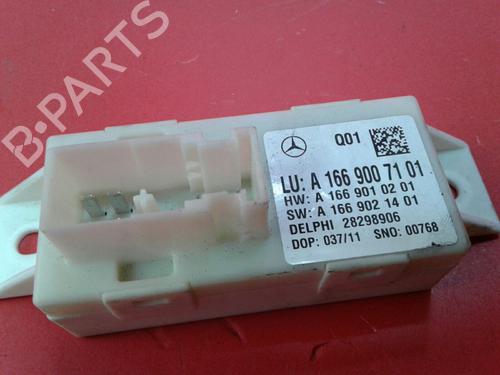 B-PARTS
Q01
LU: A 166 900 71 01
HW: A 166 901 02 01
SW: A 166 902 14 01
DELPHI 28298906
DOP: 037/11 SNO: 00768